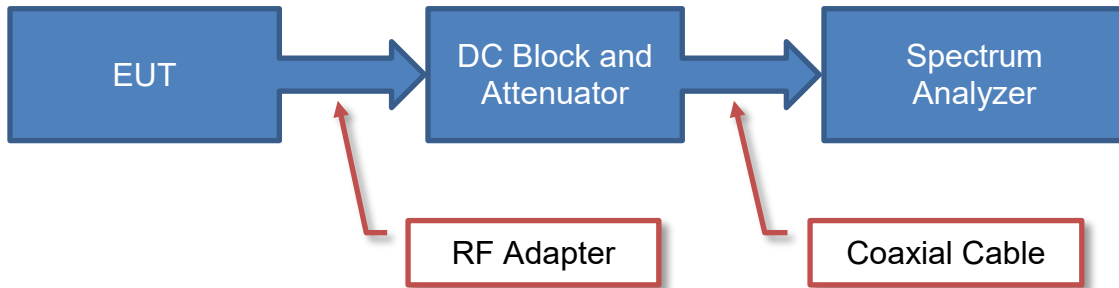 EUT
DC Block and
Attenuator
Spectrum
Analyzer
RF Adapter
Coaxial Cable